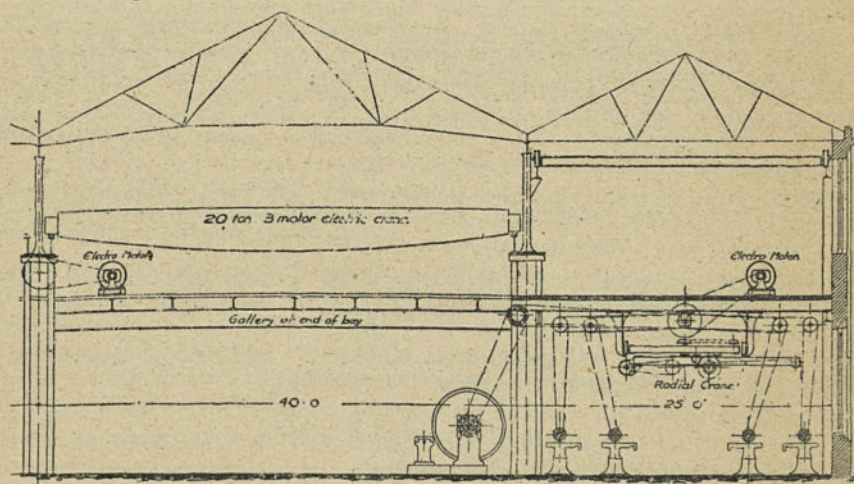 20 ton 3 motor electric crane.
Electro Motor
Electro Motor
Gallery at end of bay
Radial Crane
40·0
25 0